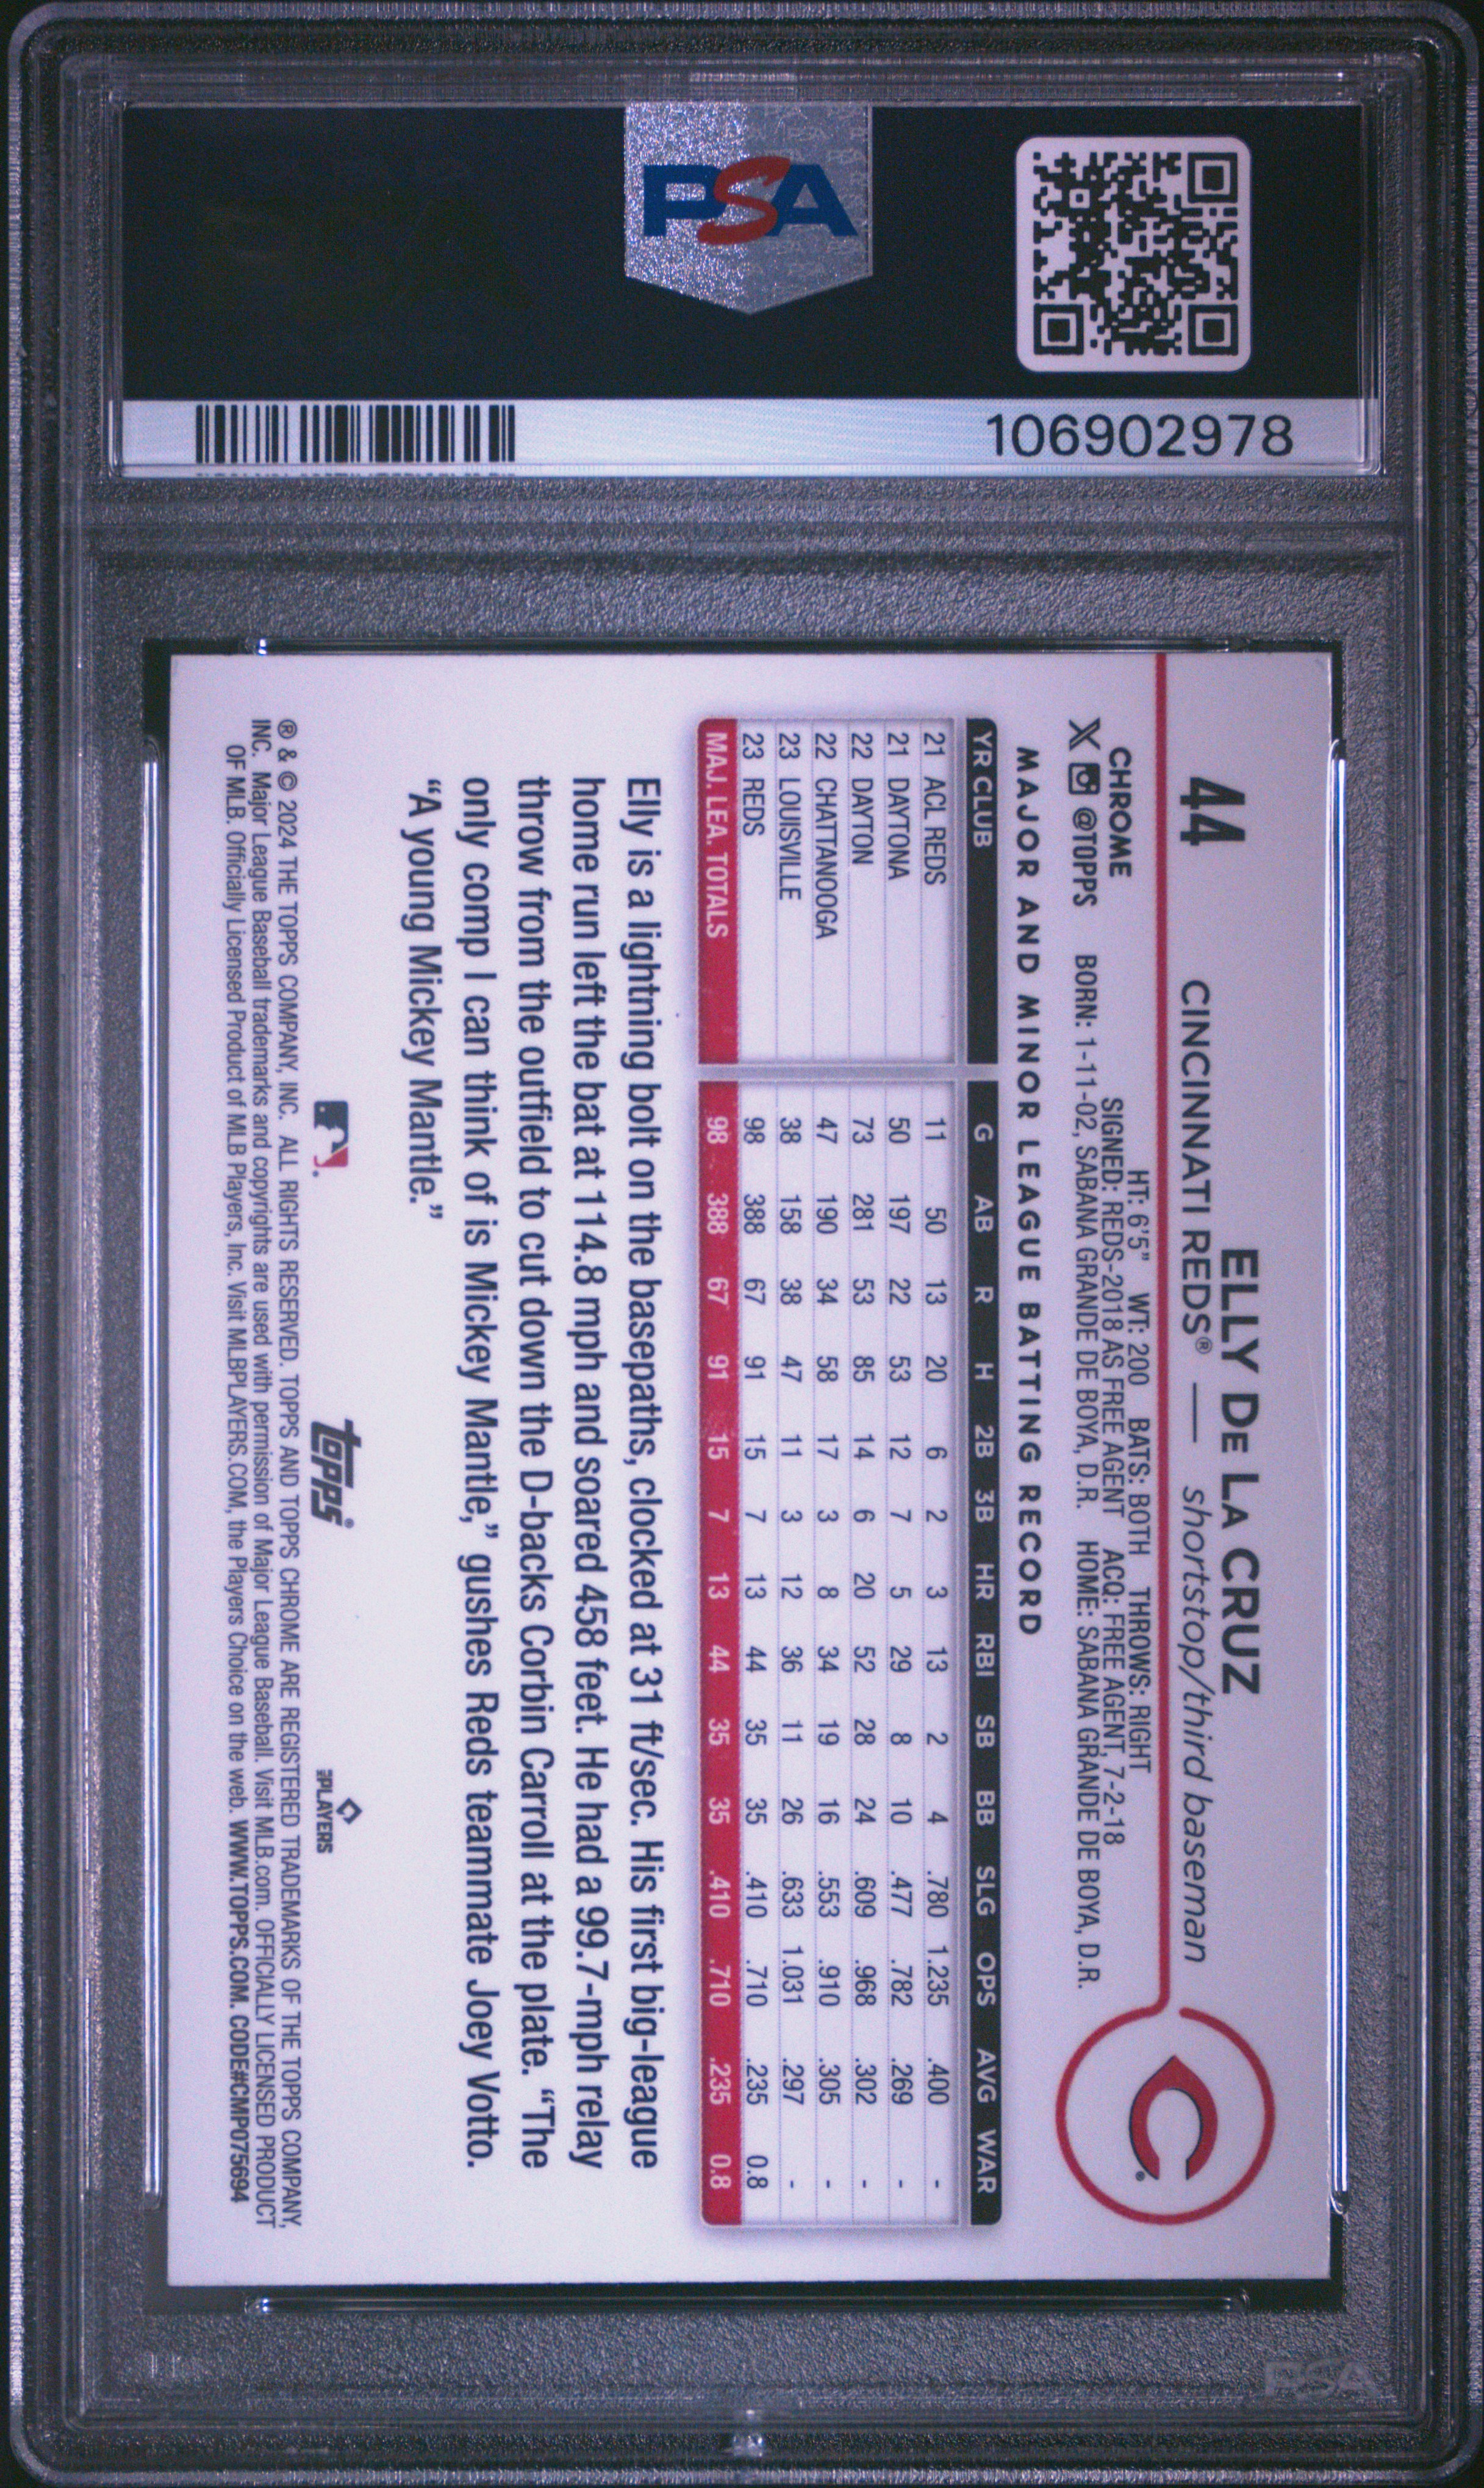 PSA
106902978
44
ELLY DE LA CRUZ
CINCINNATI REDS® — shortstop/third baseman
CHROME
HT: 6'5" WT: 200 BATS: BOTH THROWS: RIGHT
SIGNED: REDS-2018 AS FREE AGENT ACQ: FREE AGENT, 7-2-18
X @TOPPS BORN: 1-11-02, SABANA GRANDE DE BOYA, D.R. HOME: SABANA GRANDE DE BOYA, D.R.
C
MAJOR AND MINOR LEAGUE BATTING RECORD
YR CLUB G AB R H 2B 3B HR RBI SB BB SLG OPS AVG WAR
21 ACL REDS 11 50 13 20 6 2 3 13 2 4 .780 1.235 .400 -
21 DAYTONA 50 197 22 53 12 7 5 29 8 10 .477 .782 .269 -
22 DAYTON 73 281 53 85 14 6 20 52 28 24 .609 .968 .302 -
22 CHATTANOOGA 47 190 34 58 17 3 8 34 19 16 .553 .910 .305 -
23 LOUISVILLE 38 158 38 47 11 3 12 36 11 26 .633 1.031 .297 -
23 REDS 98 388 67 91 15 7 13 44 35 35 .410 .710 .235 0.8
MAJ. LEA. TOTALS 98 388 67 91 15 7 13 44 35 35 .410 .710 .235 0.8
Elly is a lightning bolt on the basepaths, clocked at 31 ft/sec. His first big-league
home run left the bat at 114.8 mph and soared 458 feet. He had a 99.7-mph relay
throw from the outfield to cut down the D-backs Corbin Carroll at the plate. “The
only comp I can think of is Mickey Mantle,” gushes Reds teammate Joey Votto.
“A young Mickey Mantle.”
topps®
PLAYERS
® & © 2024 THE TOPPS COMPANY, INC. ALL RIGHTS RESERVED. TOPPS AND TOPPS CHROME ARE REGISTERED TRADEMARKS OF THE TOPPS COMPANY,
INC. Major League Baseball trademarks and copyrights are used with permission of Major League Baseball. Visit MLB.com. OFFICIALLY LICENSED PRODUCT
OF MLB. Officially Licensed Product of MLB Players, Inc. Visit MLBPLAYERS.COM, the Players Choice on the web. WWW.TOPPS.COM. CODE#CMP075694
PSA